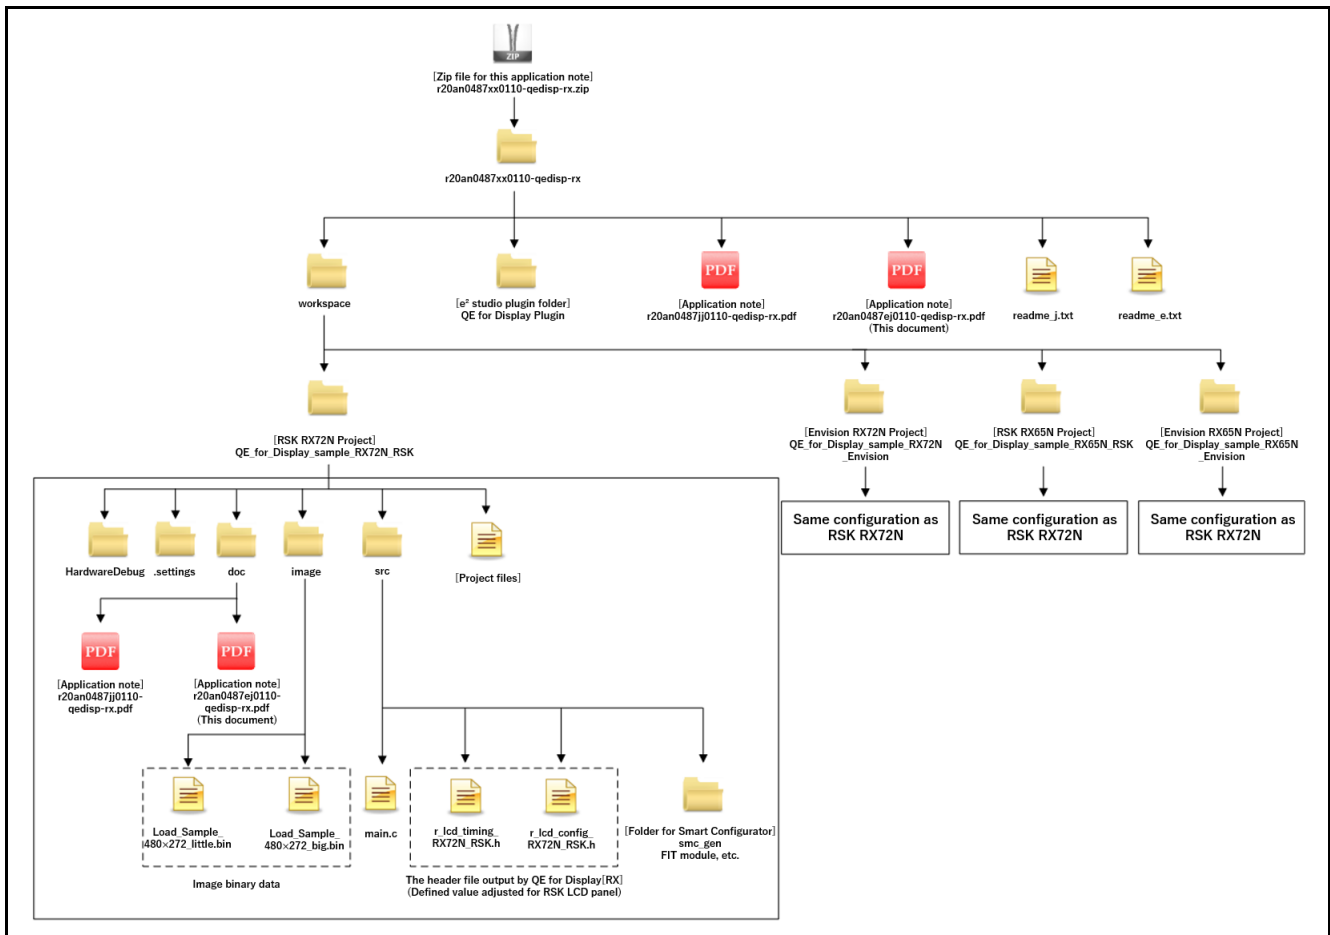 ZIP
[Zip file for this application note]
r20an0487xx0110-qedisp-rx.zip
r20an0487xx0110-qedisp-rx
workspace
[e² studio plugin folder]
QE for Display Plugin
PDF
[Application note]
r20an0487jj0110-qedisp-rx.pdf
PDF
[Application note]
r20an0487ej0110-qedisp-rx.pdf
(This document)
readme_j.txt
readme_e.txt
[RSK RX72N Project]
QE_for_Display_sample_RX72N_RSK
[Envision RX72N Project]
QE_for_Display_sample_RX72N
_Envision
[RSK RX65N Project]
QE_for_Display_sample_RX65N_RSK
[Envision RX65N Project]
QE_for_Display_sample_RX65N
_Envision
Same configuration as
RSK RX72N
Same configuration as
RSK RX72N
Same configuration as
RSK RX72N
HardwareDebug
.settings
doc
image
src
[Project files]
PDF
[Application note]
r20an0487jj0110-
qedisp-rx.pdf
PDF
[Application note]
r20an0487ej0110-
qedisp-rx.pdf
(This document)
Load_Sample_
480×272_little.bin
Load_Sample_
480×272_big.bin
Image binary data
main.c
r_lcd_timing_
RX72N_RSK.h
r_lcd_config_
RX72N_RSK.h
The header file output by QE for Display[RX]
(Defined value adjusted for RSK LCD panel)
[Folder for Smart Configurator]
smc_gen
FIT module, etc.